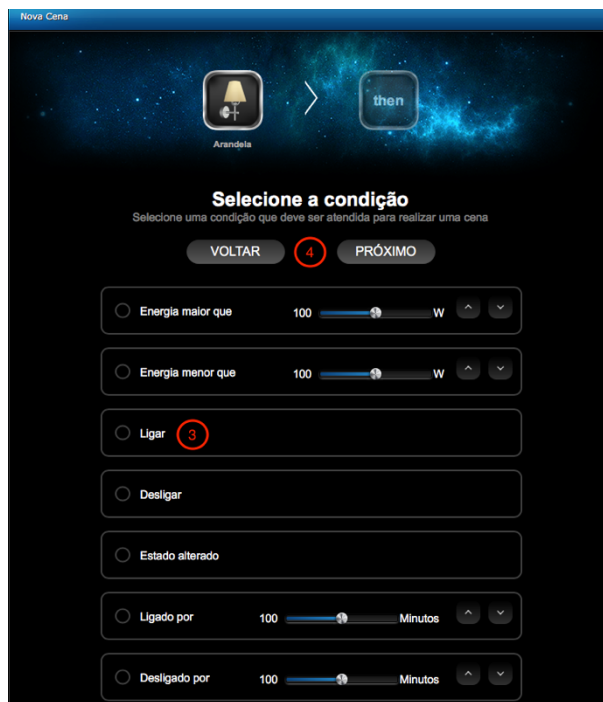 Nova Cena
then
Arandela
Selecione a condição
Selecione uma condição que deve ser atendida para realizar uma cena
VOLTAR 4 PRÓXIMO
Energia maior que 100 W
Energia menor que 100 W
Ligar 3
Desligar
Estado alterado
Ligado por 100 Minutos
Desligado por 100 Minutos